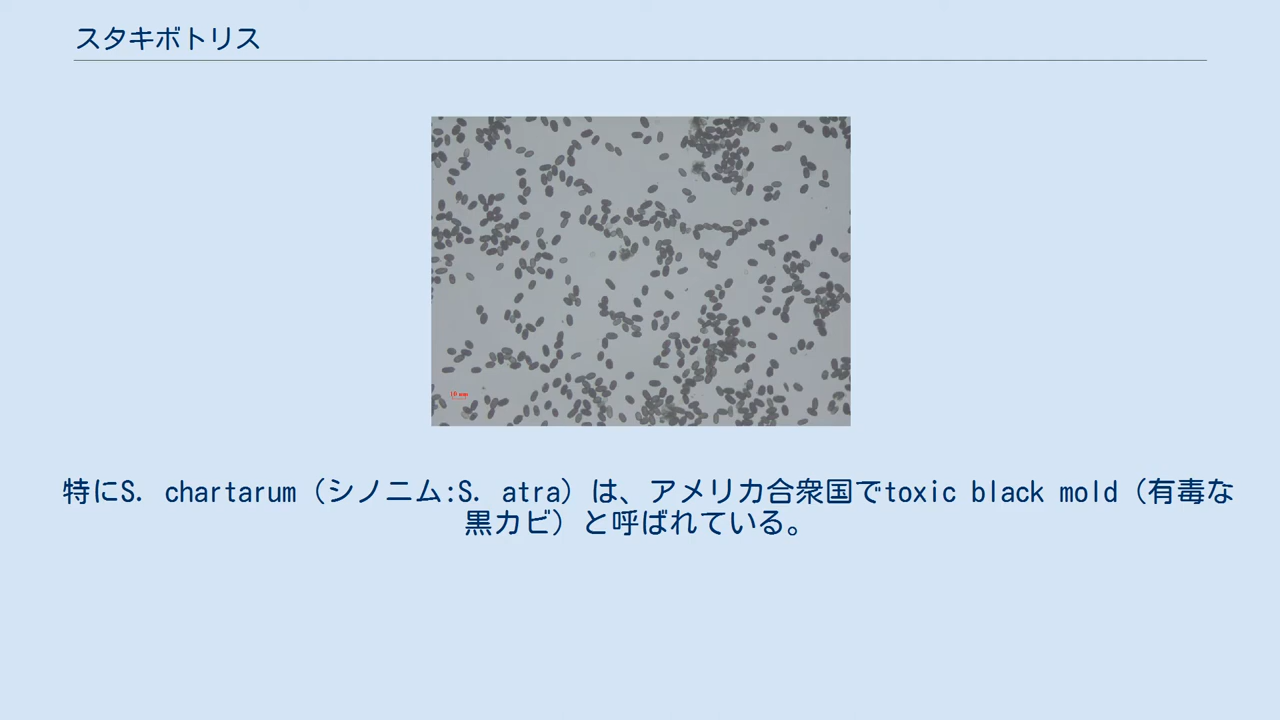 スタキボトリス
10 μm
特にS. chartarum（シノニム:S. atra）は、アメリカ合衆国でtoxic black mold（有毒な
黒カビ）と呼ばれている。